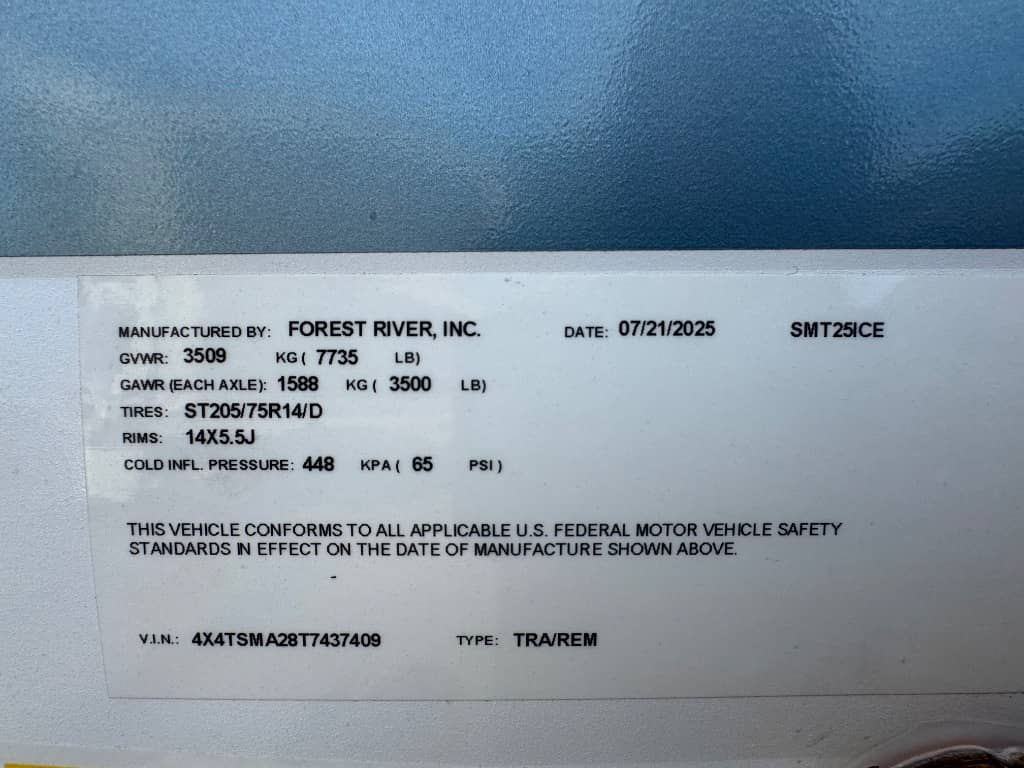 MANUFACTURED BY: FOREST RIVER, INC. DATE: 07/21/2025 SMT25ICE
GVWR: 3509 KG ( 7735 LB)
GAWR (EACH AXLE): 1588 KG ( 3500 LB)
TIRES: ST205/75R14/D
RIMS: 14X5.5J
COLD INFL. PRESSURE: 448 KPA ( 65 PSI )
THIS VEHICLE CONFORMS TO ALL APPLICABLE U.S. FEDERAL MOTOR VEHICLE SAFETY
STANDARDS IN EFFECT ON THE DATE OF MANUFACTURE SHOWN ABOVE.
V.I.N.: 4X4TSMA28T7437409 TYPE: TRA/REM